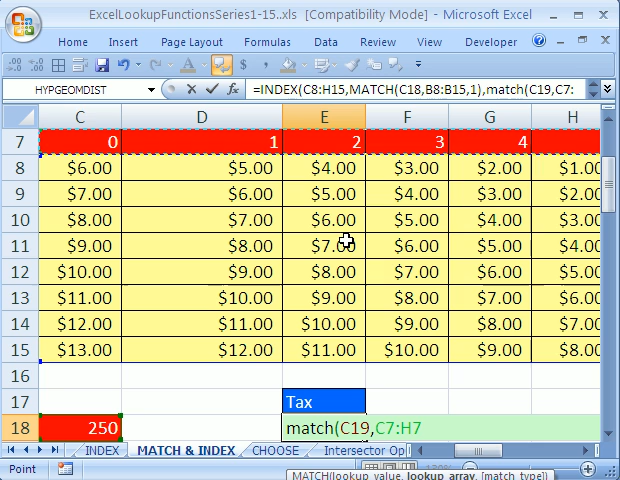 ExcelLookupFunctionsSeries1-15..xls [Compatibility Mode] - Microsoft Excel
Home Insert Page Layout Formulas Data Review View Developer
HYPGEOMDIST =INDEX(C8:H15,MATCH(C18,B8:B15,1),match(C19,C7:
C D E F G H
7 0 1 2 3 4
8 $6.00 $5.00 $4.00 $3.00 $2.00 $1.00
9 $7.00 $6.00 $5.00 $4.00 $3.00 $2.00
10 $8.00 $7.00 $6.00 $5.00 $4.00 $3.00
11 $9.00 $8.00 $7.00 $6.00 $5.00 $4.00
12 $10.00 $9.00 $8.00 $7.00 $6.00 $5.00
13 $11.00 $10.00 $9.00 $8.00 $7.00 $6.00
14 $12.00 $11.00 $10.00 $9.00 $8.00 $7.00
15 $13.00 $12.00 $11.00 $10.00 $9.00 $8.00
16
17 Tax
18 250 match(C19,C7:H7
INDEX MATCH & INDEX CHOOSE Intersector Op
Point
MATCH(lookup_value, lookup_array, [match_type])